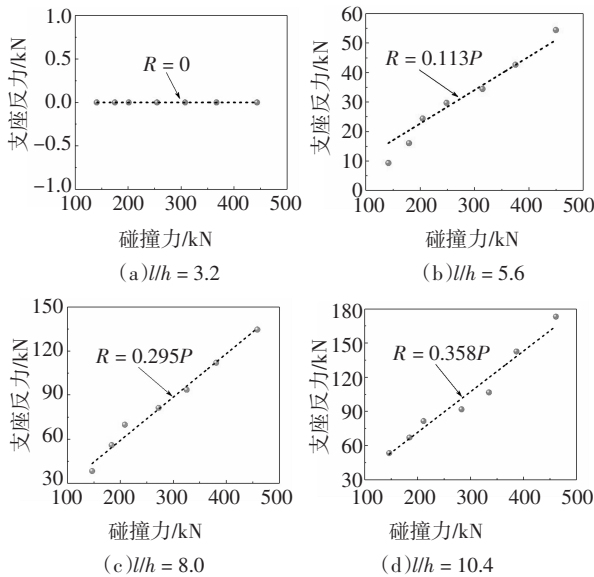 1.0
0.5
0.0
−0.5
−1.0
支座反力/kN
R = 0
100 200 300 400 500
碰撞力/kN
(a)l/h = 3.2
60
50
40
30
20
10
0
支座反力/kN
R = 0.113P
100 200 300 400 500
碰撞力/kN
(b)l/h = 5.6
150
120
90
60
30
支座反力/kN
R = 0.295P
100 200 300 400 500
碰撞力/kN
(c)l/h = 8.0
180
150
120
90
60
30
支座反力/kN
R = 0.358P
100 200 300 400 500
碰撞力/kN
(d)l/h = 10.4